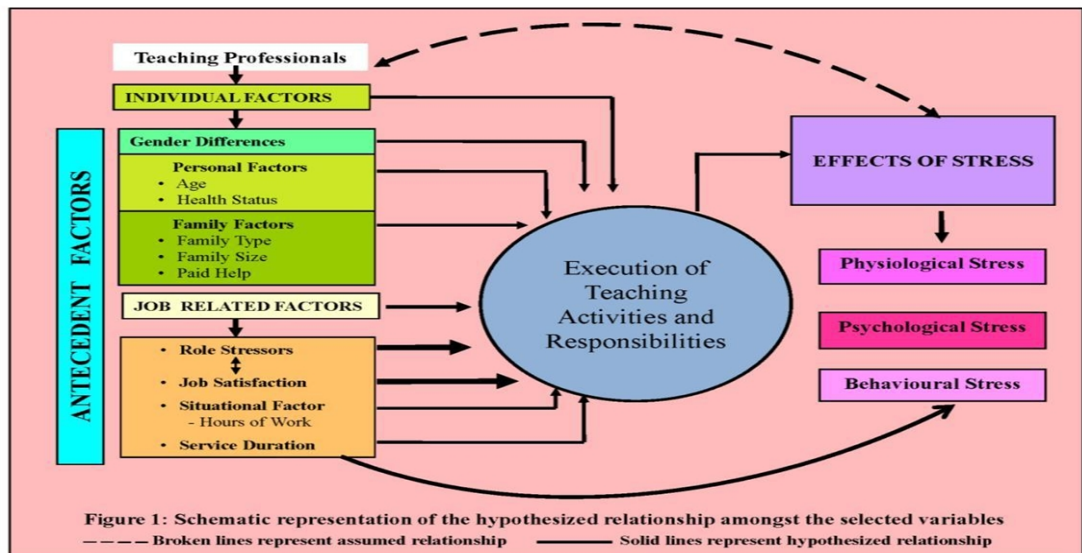 Teaching Professionals
INDIVIDUAL FACTORS
ANTECEDENT FACTORS
Gender Differences
Personal Factors
• Age
• Health Status
Family Factors
• Family Type
• Family Size
• Paid Help
JOB RELATED FACTORS
• Role Stressors
• Job Satisfaction
• Situational Factor
- Hours of Work
• Service Duration
Execution of
Teaching
Activities and
Responsibilities
EFFECTS OF STRESS
Physiological Stress
Psychological Stress
Behavioural Stress
Figure 1: Schematic representation of the hypothesized relationship amongst the selected variables
Broken lines represent assumed relationship
Solid lines represent hypothesized relationship